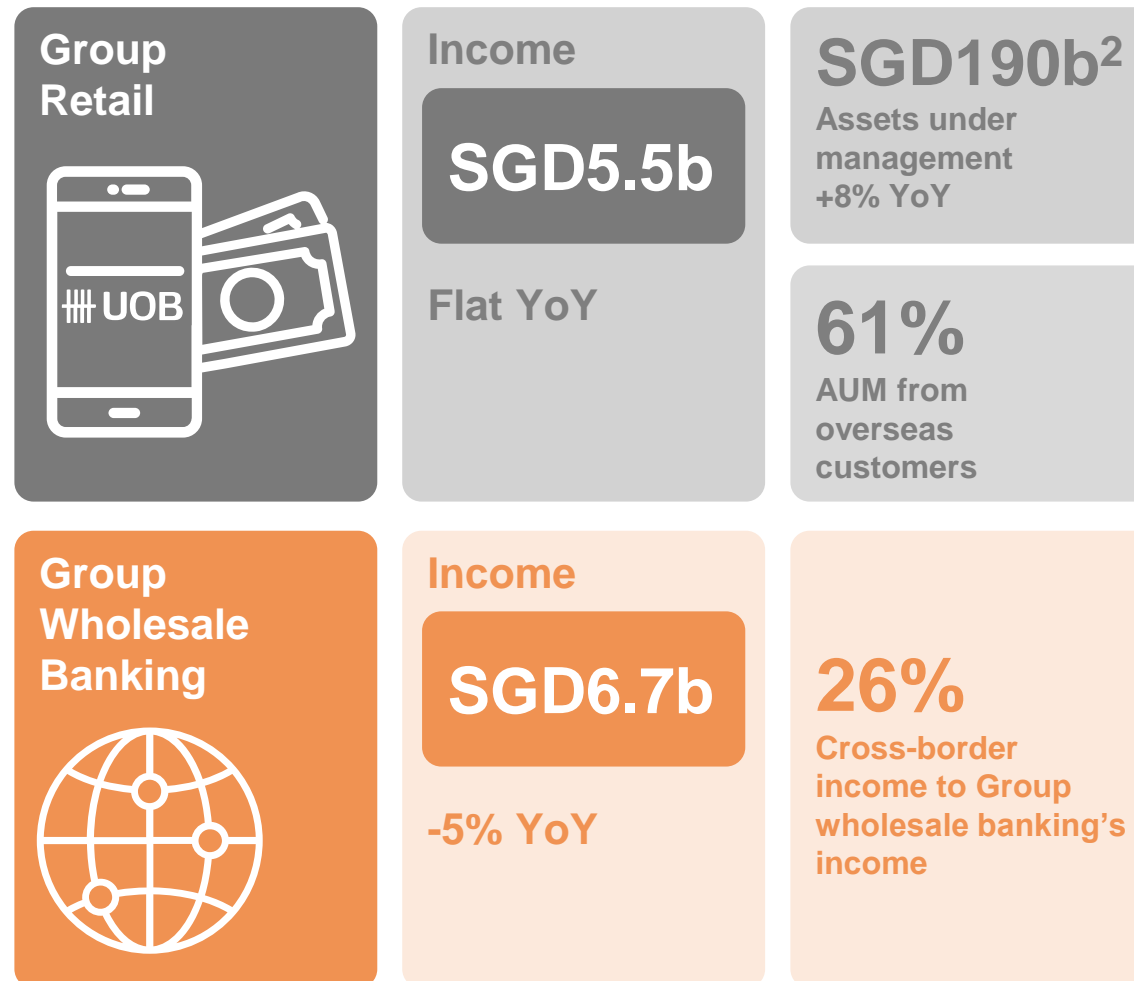 Group
Retail
UOB
Income
SGD5.5b
Flat YoY
SGD190b²
Assets under
management
+8% YoY
61%
AUM from
overseas
customers
Group
Wholesale
Banking
Income
SGD6.7b
-5% YoY
26%
Cross-border
income to Group
wholesale banking's
income